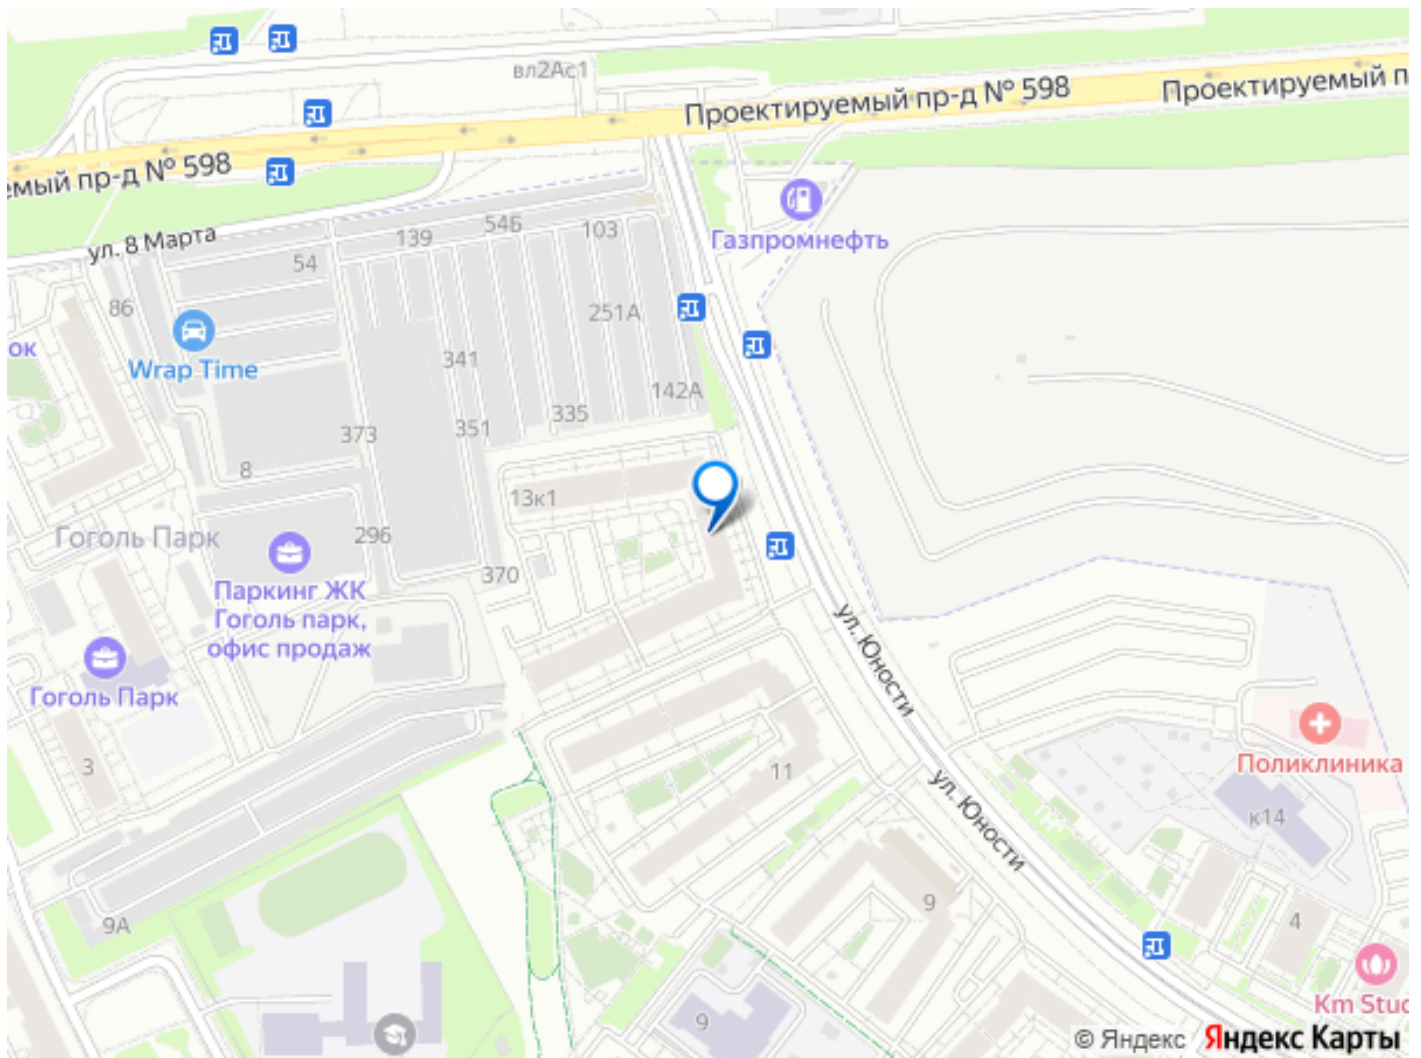 вл2Ас1
Проектируемый пр-д № 598
Проектируемый п
емый пр-д № 598
ул. 8 Марта
Газпромнефть
139
54Б
103
54
86
251А
ок
Wrap Time
341
142А
335
351
373
8
13к1
Гоголь Парк
296
370
Паркинг ЖК
Гоголь парк,
офис продаж
ул. Юности
Гоголь Парк
3
11
Поликлиника
ул. Юности
к14
9
4
9А
Km Stuc
9
© Яндекс Яндекс Карты